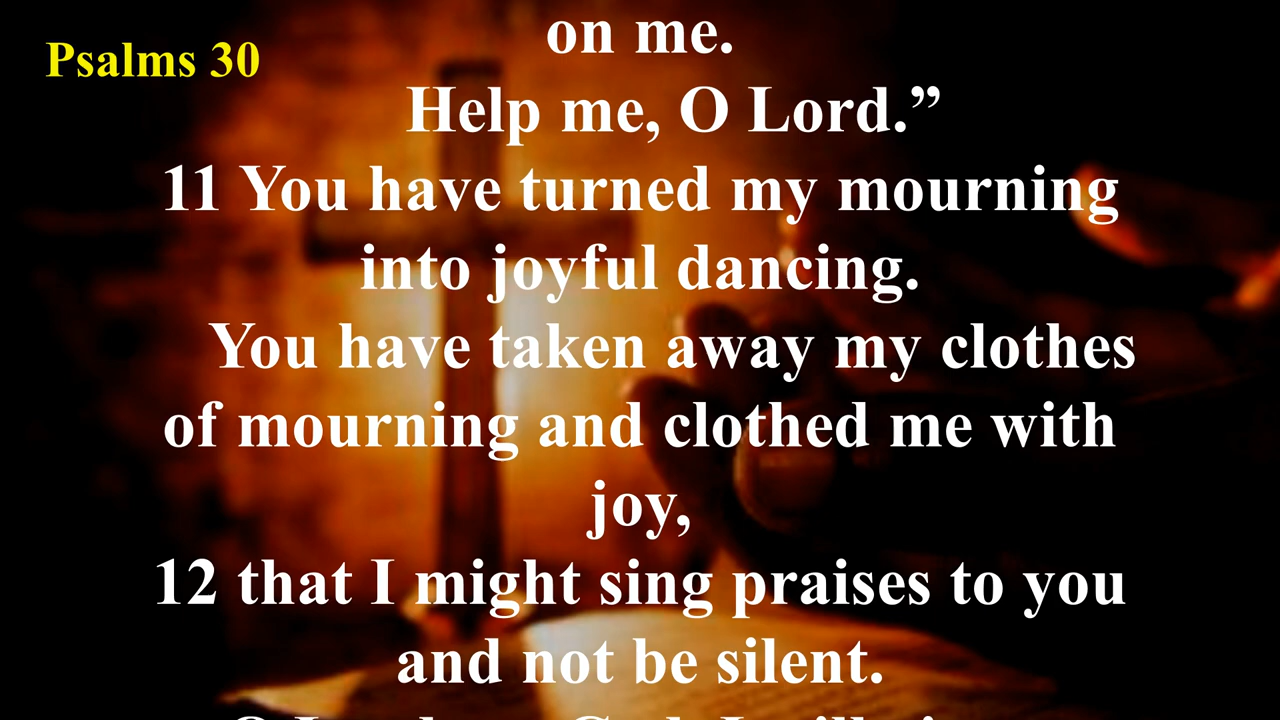 Psalms 30
on me.
Help me, O Lord.”
11 You have turned my mourning
into joyful dancing.
You have taken away my clothes
of mourning and clothed me with
joy,
12 that I might sing praises to you
and not be silent.